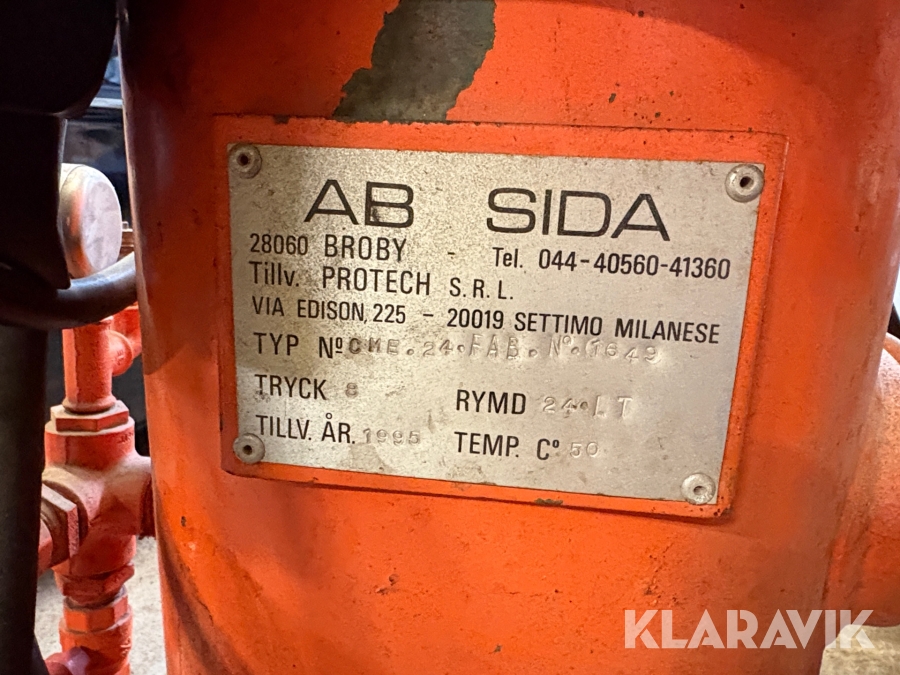 AB SIDA
28060 BROBY - Tel. 044-40560-41360
Tillv. PROTECH S.R.L.
VIA EDISON, 225 - 20019 SETTIMO MILANESE
TYP Nº CME.24.FAB.Nº.1649
TRYCK 8 RYMD 24.LT
TILLV. ÅR. 1995 TEMP. Cº 50
KLARAVIK